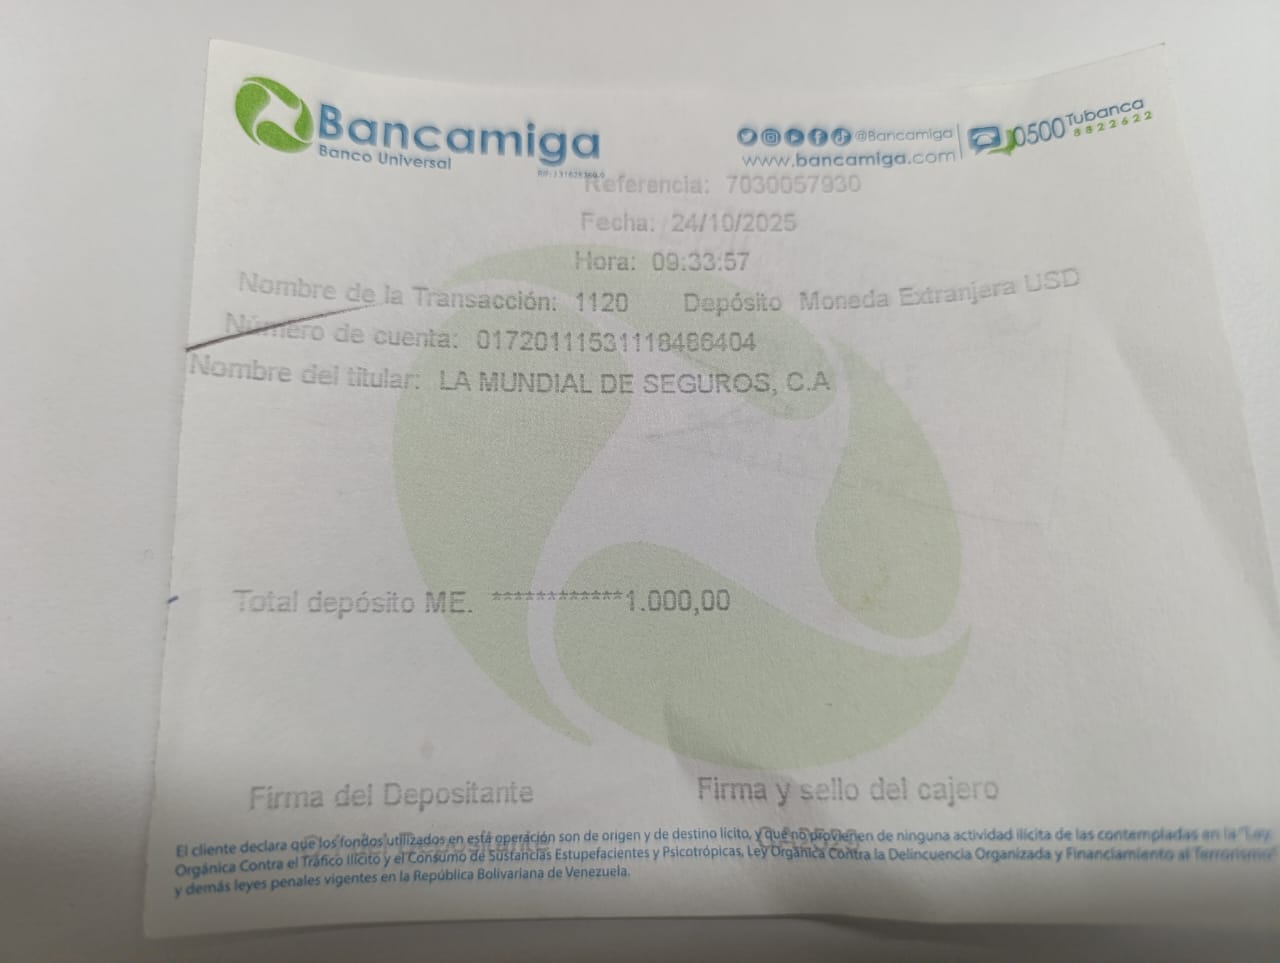 Bancamiga
Banco Universal
@Bancamiga
www.bancamiga.com
0500 Tubanca
8822622
Referencia: 7030057930
Fecha: 24/10/2025
Hora: 09:33:57
Nombre de la Transacción: 1120 Depósito Moneda Extranjera USD
Número de cuenta: 01720111531118486404
Nombre del titular: LA MUNDIAL DE SEGUROS, C.A
Total depósito ME. ************1.000,00
Firma del Depositante Firma y sello del cajero
El cliente declara que los fondos utilizados en esta operación son de origen y de destino lícito, y que no provienen de ninguna actividad ilícita de las contempladas en la "Ley
Orgánica Contra el Tráfico Ilícito y el Consumo de Sustancias Estupefacientes y Psicotrópicas, Ley Orgánica Contra la Delincuencia Organizada y Financiamiento al Terrorismo"
y demás leyes penales vigentes en la República Bolivariana de Venezuela.